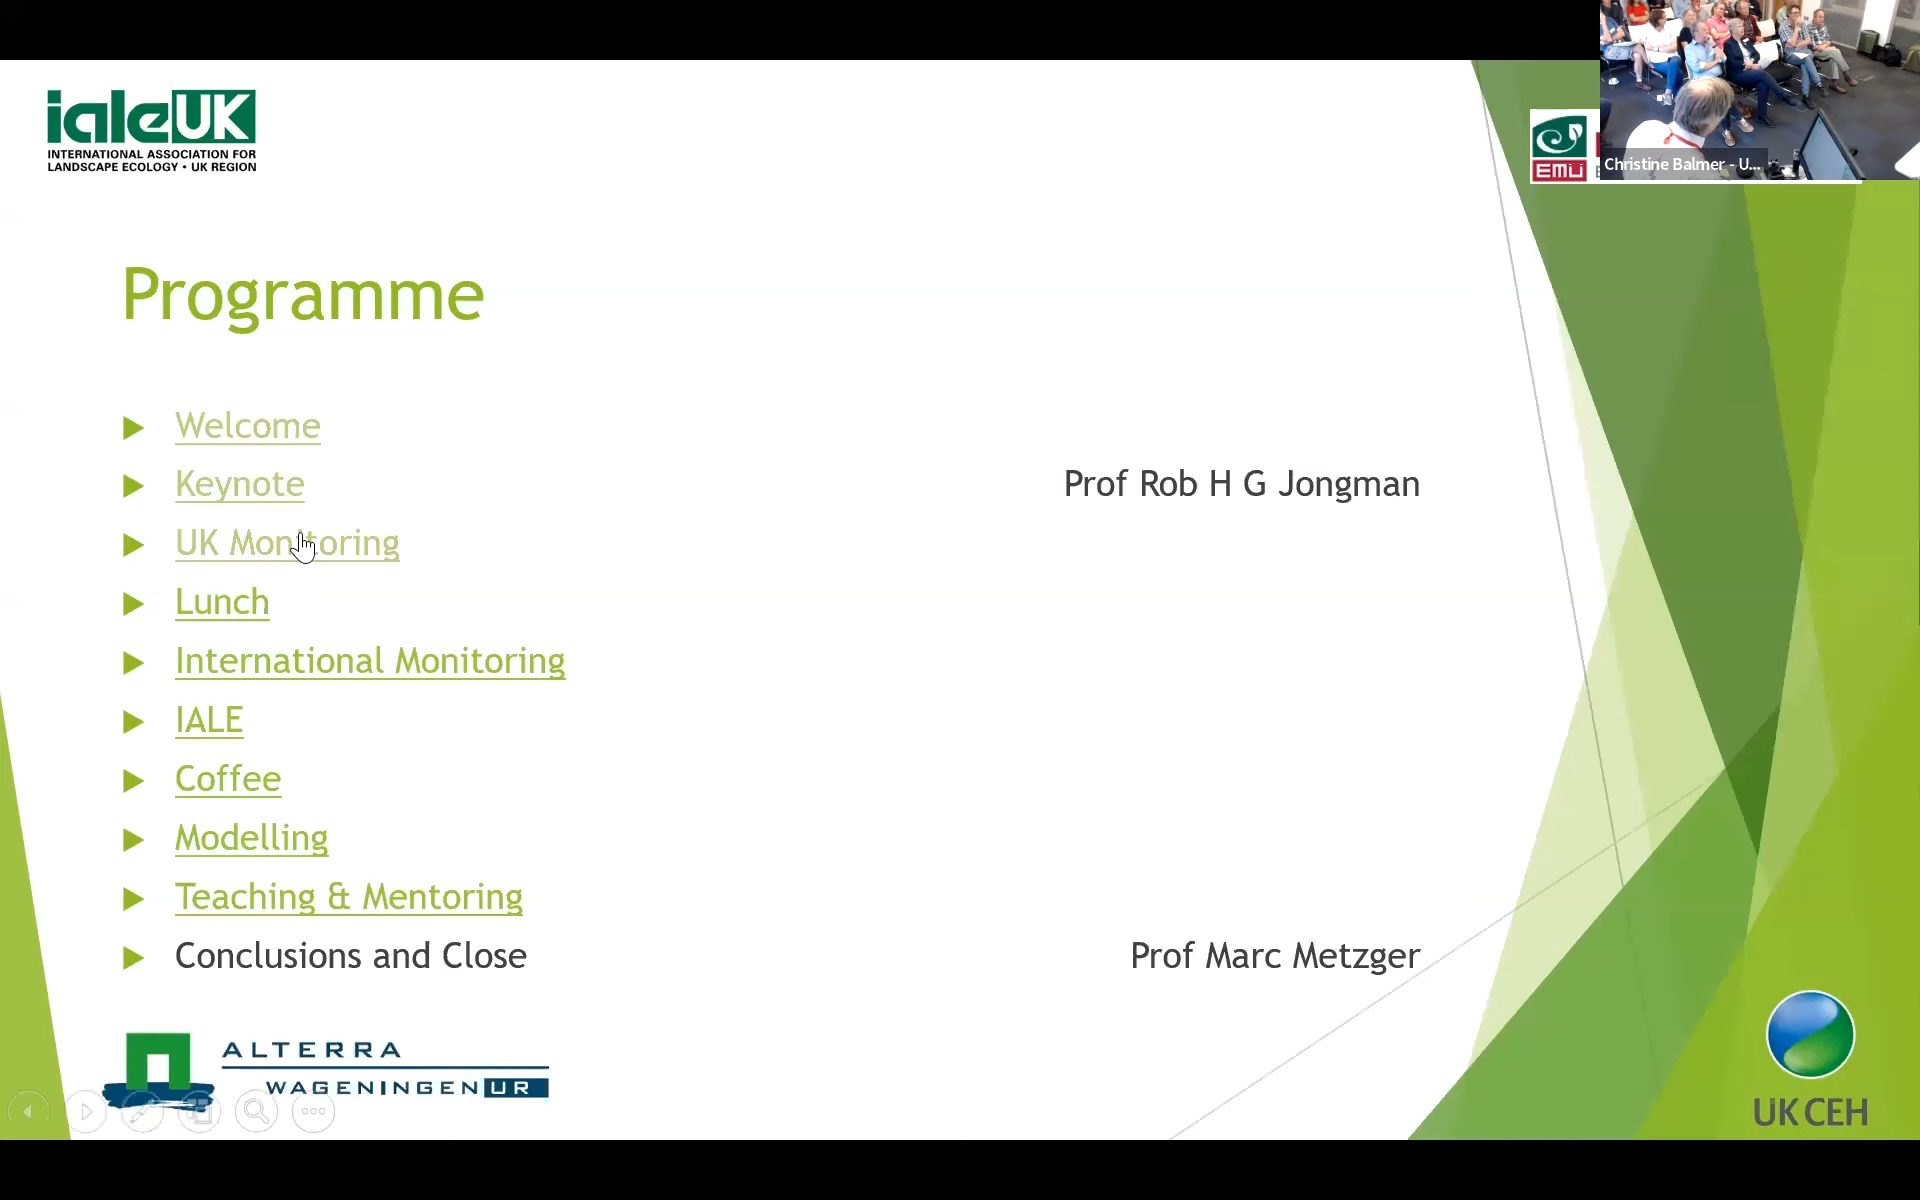 ialeUK
INTERNATIONAL ASSOCIATION FOR
LANDSCAPE ECOLOGY • UK REGION
EMÜ
Christine Balmer - U...
Programme
Welcome
Keynote
Prof Rob H G Jongman
UK Monitoring
Lunch
International Monitoring
IALE
Coffee
Modelling
Teaching & Mentoring
Conclusions and Close
Prof Marc Metzger
ALTERRA
WAGENINGEN UR
UK CEH